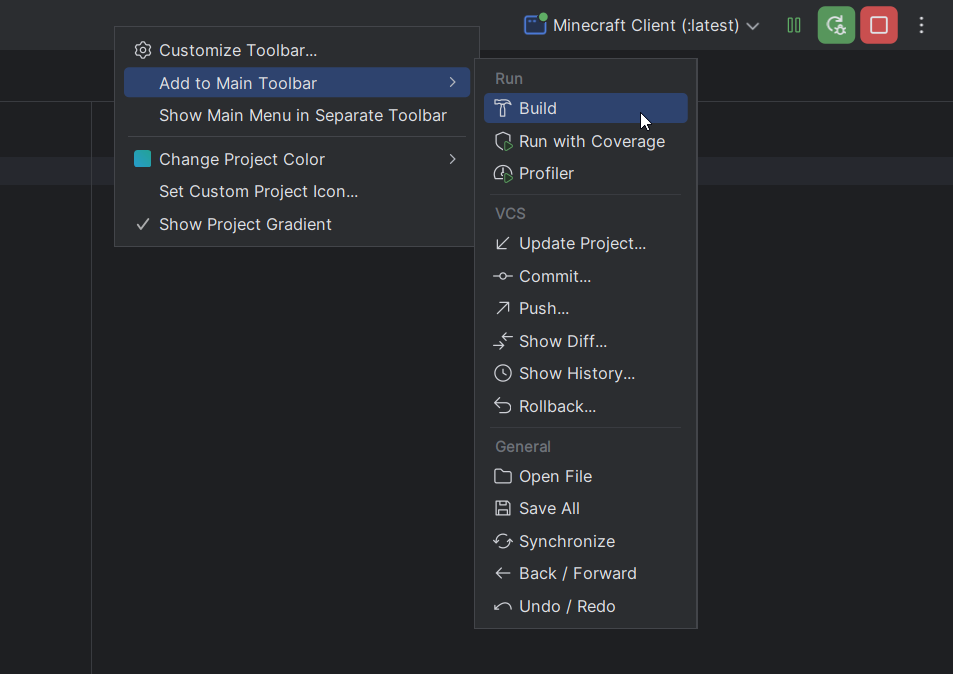 Minecraft Client (:latest)
Customize Toolbar...
Add to Main Toolbar
Show Main Menu in Separate Toolbar
Change Project Color
Set Custom Project Icon...
Show Project Gradient
Run
Build
Run with Coverage
Profiler
VCS
Update Project...
Commit...
Push...
Show Diff...
Show History...
Rollback...
General
Open File
Save All
Synchronize
Back / Forward
Undo / Redo